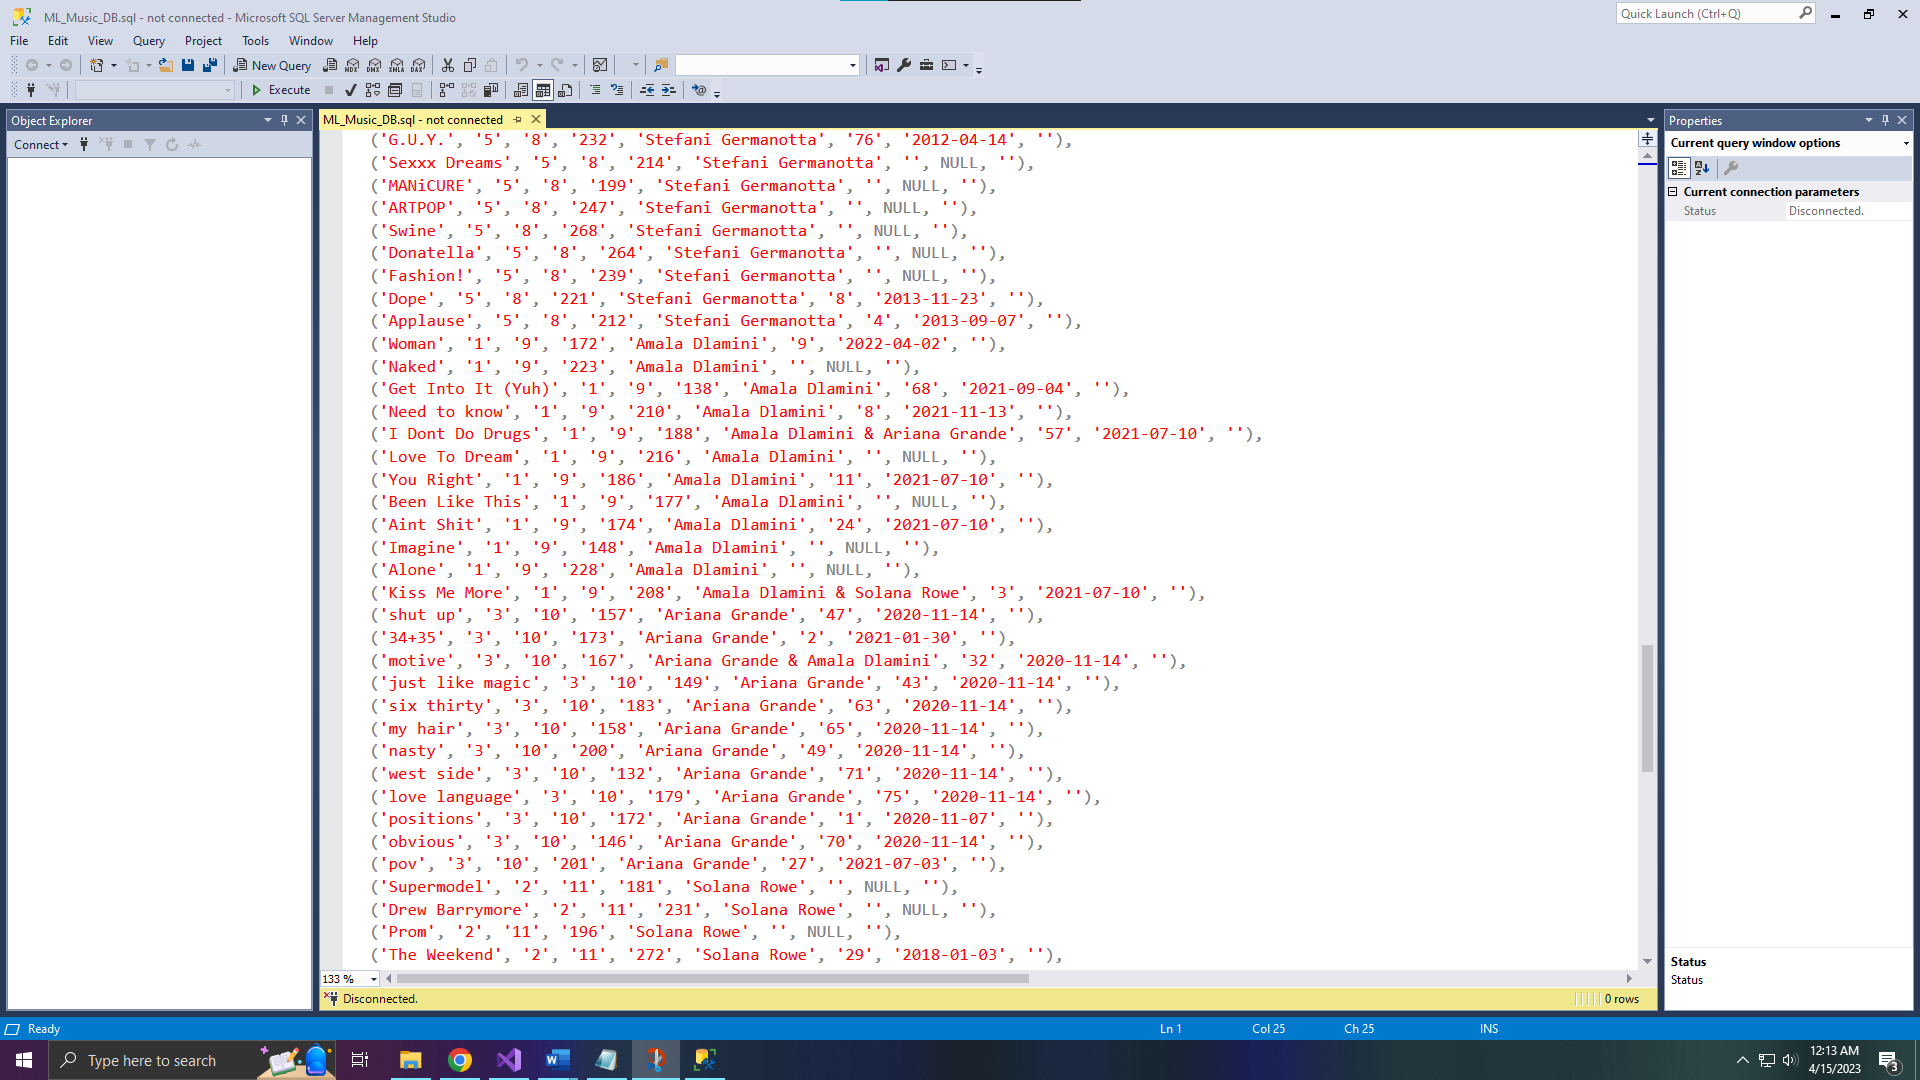 ML_Music_DB.sql - not connected - Microsoft SQL Server Management Studio
Quick Launch (Ctrl+Q)
File Edit View Query Project Tools Window Help
New Query
MDX DMX XMLA DAX
Execute
Object Explorer
Connect
ML_Music_DB.sql - not connected
('G.U.Y.', '5', '8', '232', 'Stefani Germanotta', '76', '2012-04-14', ''),
('Sexxx Dreams', '5', '8', '214', 'Stefani Germanotta', '', NULL, ''),
('MANiCURE', '5', '8', '199', 'Stefani Germanotta', '', NULL, ''),
('ARTPOP', '5', '8', '247', 'Stefani Germanotta', '', NULL, ''),
('Swine', '5', '8', '268', 'Stefani Germanotta', '', NULL, ''),
('Donatella', '5', '8', '264', 'Stefani Germanotta', '', NULL, ''),
('Fashion!', '5', '8', '239', 'Stefani Germanotta', '', NULL, ''),
('Dope', '5', '8', '221', 'Stefani Germanotta', '8', '2013-11-23', ''),
('Applause', '5', '8', '212', 'Stefani Germanotta', '4', '2013-09-07', ''),
('Woman', '1', '9', '172', 'Amala Dlamini', '9', '2022-04-02', ''),
('Naked', '1', '9', '223', 'Amala Dlamini', '', NULL, ''),
('Get Into It (Yuh)', '1', '9', '138', 'Amala Dlamini', '68', '2021-09-04', ''),
('Need to know', '1', '9', '210', 'Amala Dlamini', '8', '2021-11-13', ''),
('I Dont Do Drugs', '1', '9', '188', 'Amala Dlamini & Ariana Grande', '57', '2021-07-10', ''),
('Love To Dream', '1', '9', '216', 'Amala Dlamini', '', NULL, ''),
('You Right', '1', '9', '186', 'Amala Dlamini', '11', '2021-07-10', ''),
('Been Like This', '1', '9', '177', 'Amala Dlamini', '', NULL, ''),
('Aint Shit', '1', '9', '174', 'Amala Dlamini', '24', '2021-07-10', ''),
('Imagine', '1', '9', '148', 'Amala Dlamini', '', NULL, ''),
('Alone', '1', '9', '228', 'Amala Dlamini', '', NULL, ''),
('Kiss Me More', '1', '9', '208', 'Amala Dlamini & Solana Rowe', '3', '2021-07-10', ''),
('shut up', '3', '10', '157', 'Ariana Grande', '47', '2020-11-14', ''),
('34+35', '3', '10', '173', 'Ariana Grande', '2', '2021-01-30', ''),
('motive', '3', '10', '167', 'Ariana Grande & Amala Dlamini', '32', '2020-11-14', ''),
('just like magic', '3', '10', '149', 'Ariana Grande', '43', '2020-11-14', ''),
('six thirty', '3', '10', '183', 'Ariana Grande', '63', '2020-11-14', ''),
('my hair', '3', '10', '158', 'Ariana Grande', '65', '2020-11-14', ''),
('nasty', '3', '10', '200', 'Ariana Grande', '49', '2020-11-14', ''),
('west side', '3', '10', '132', 'Ariana Grande', '71', '2020-11-14', ''),
('love language', '3', '10', '179', 'Ariana Grande', '75', '2020-11-14', ''),
('positions', '3', '10', '172', 'Ariana Grande', '1', '2020-11-07', ''),
('obvious', '3', '10', '146', 'Ariana Grande', '70', '2020-11-14', ''),
('pov', '3', '10', '201', 'Ariana Grande', '27', '2021-07-03', ''),
('Supermodel', '2', '11', '181', 'Solana Rowe', '', NULL, ''),
('Drew Barrymore', '2', '11', '231', 'Solana Rowe', '', NULL, ''),
('Prom', '2', '11', '196', 'Solana Rowe', '', NULL, ''),
('The Weekend', '2', '11', '272', 'Solana Rowe', '29', '2018-01-03', ''),
133 %
Disconnected.
0 rows
Properties
Current query window options
Current connection parameters
Status Disconnected.
Status
Status
Ready
Ln 1 Col 25 Ch 25 INS
Type here to search
12:13 AM
4/15/2023
3